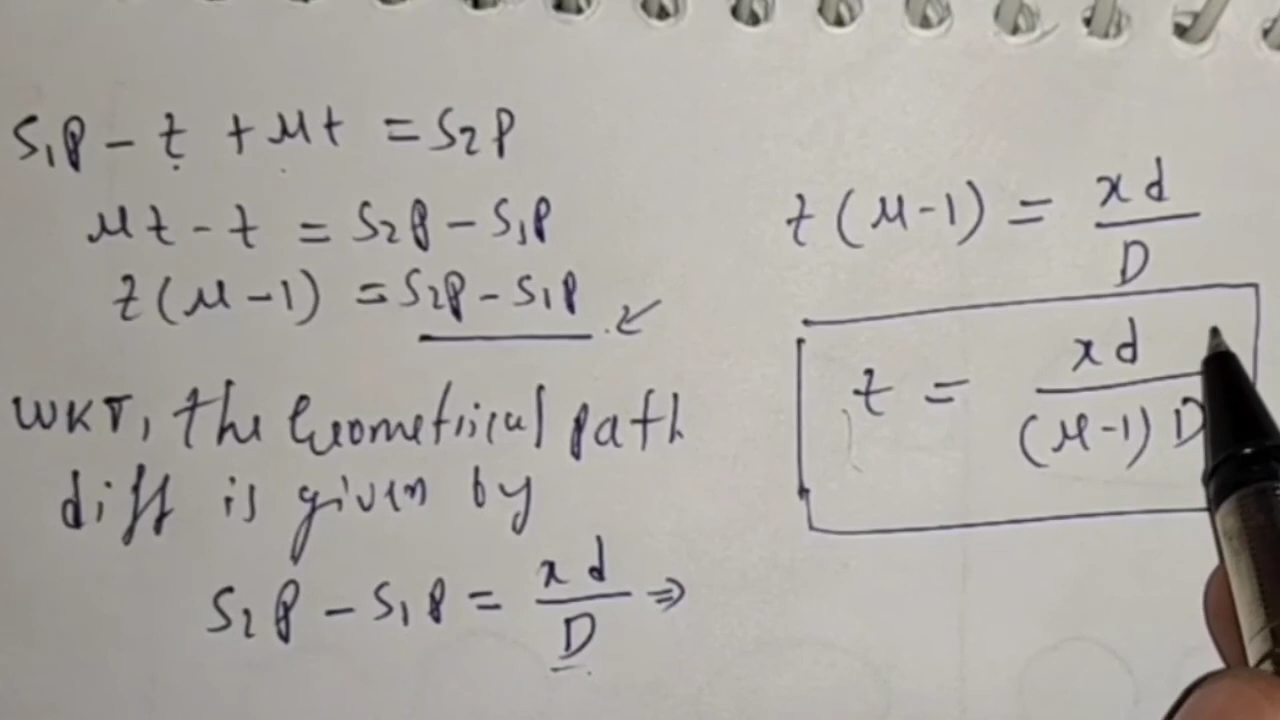 S₁P - t + μt = S₂P
μt - t = S₂P - S₁P
t(μ-1) = S₂P - S₁P
WKT, the Geometrical path
diff is given by
S₂P - S₁P = xd/D ⇒
t(μ-1) = xd/D
t = xd/(μ-1)D